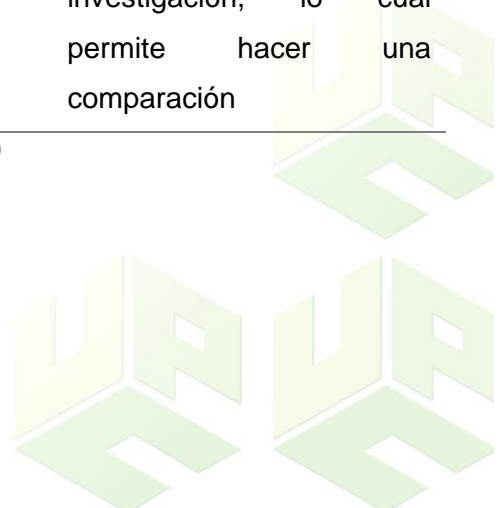 investigación, lo cual
permite hacer una
comparación